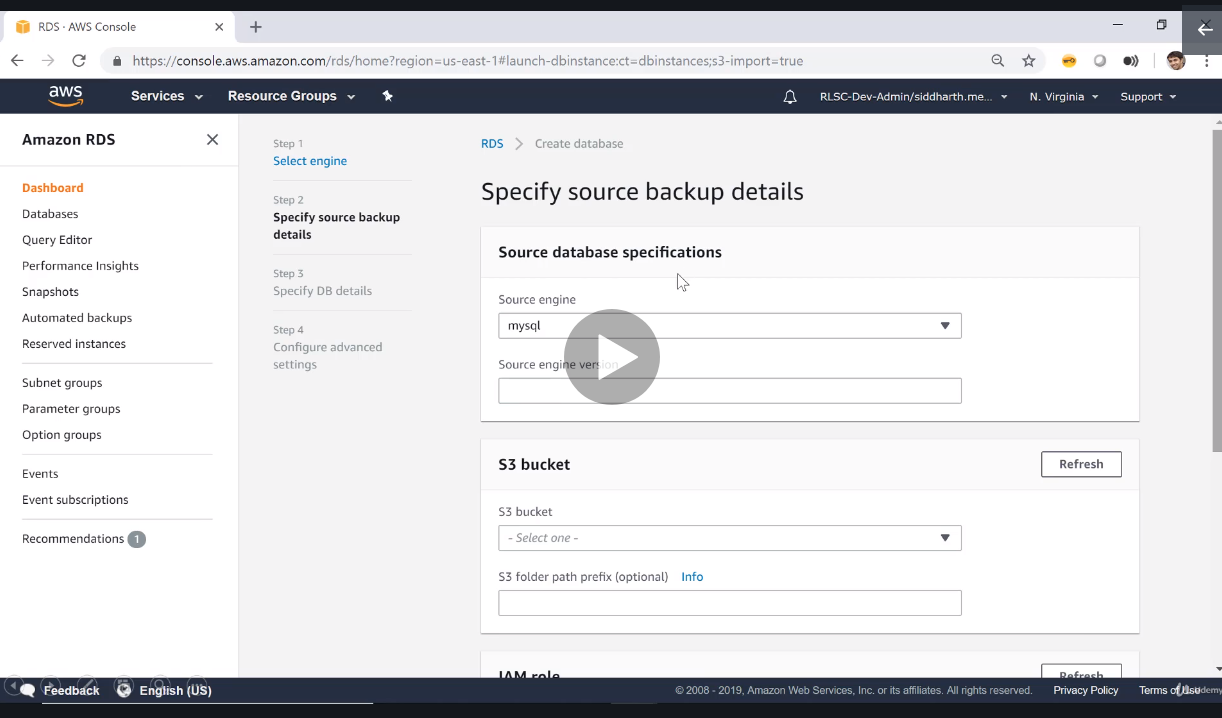 RDS · AWS Console
https://console.aws.amazon.com/rds/home?region=us-east-1#launch-dbinstance:ct=dbinstances;s3-import=true
aws
Services
Resource Groups
RLSC-Dev-Admin/siddharth.me...
N. Virginia
Support
Amazon RDS
Dashboard
Databases
Query Editor
Performance Insights
Snapshots
Automated backups
Reserved instances
Subnet groups
Parameter groups
Option groups
Events
Event subscriptions
Recommendations 1
Step 1
Select engine
Step 2
Specify source backup
details
Step 3
Specify DB details
Step 4
Configure advanced
settings
RDS > Create database
Specify source backup details
Source database specifications
Source engine
mysql
Source engine version
S3 bucket
Refresh
S3 bucket
- Select one -
S3 folder path prefix (optional) Info
IAM role
Refresh
Feedback
English (US)
© 2008 - 2019, Amazon Web Services, Inc. or its affiliates. All rights reserved.
Privacy Policy
Terms of Use